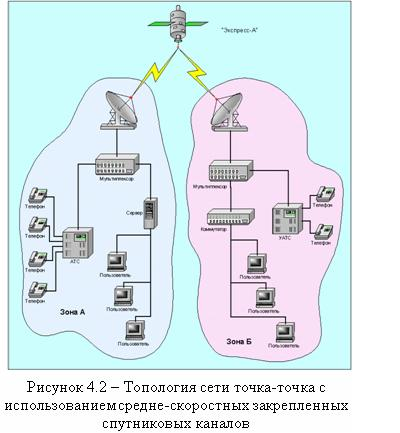 "Экспресс-А"
Мультиплексор
Мультиплексор
Телефон
Сервер
Коммутатор
Телефон
Телефон
АТС
УАТС
Телефон
Телефон
Телефон
Пользователь
Пользователь
Пользователь
Пользователь
Зона А
Зона Б
Пользователь
Пользователь
Рисунок 4.2 – Топология сети точка-точка с
использованием средне-скоростных закрепленных
спутниковых каналов